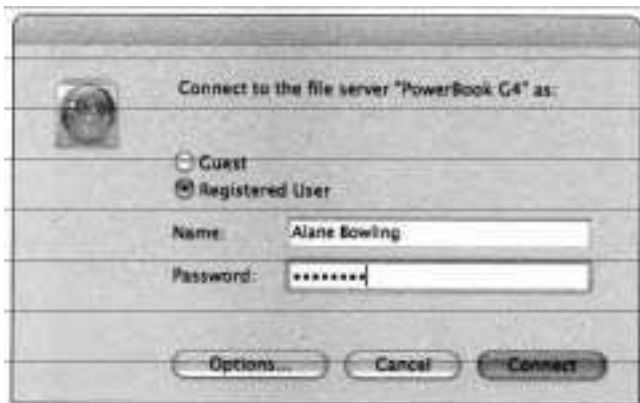 Connect to the file server "PowerBook G4" as:
Guest
Registered User
Name: Alane Bowling
Password: ••••••••
Options... Cancel Connect